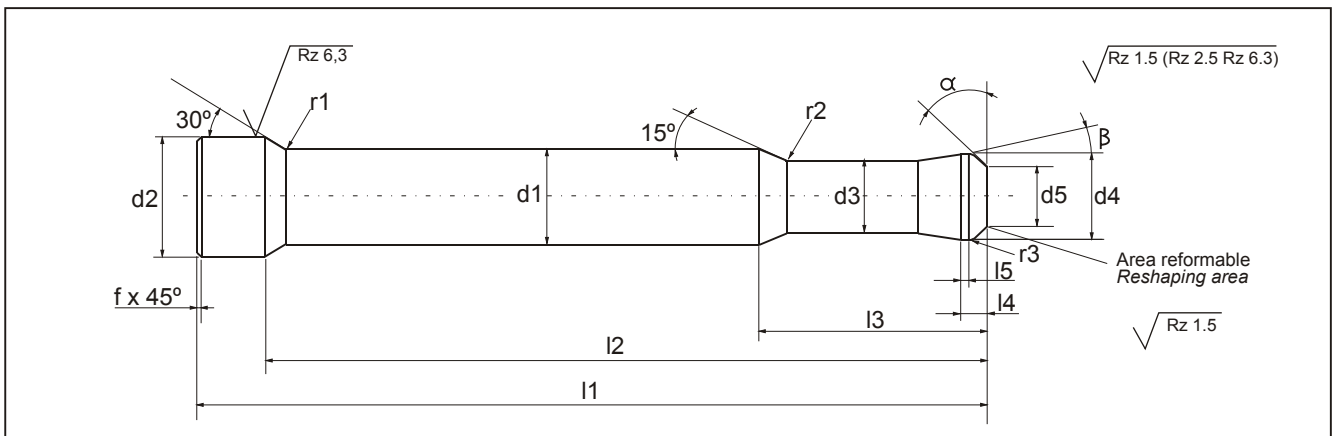 Rz 6,3
Rz 1.5 (Rz 2.5 Rz 6.3)
30º
r1
15º
r2
α
β
d2
d1
d3
d5
d4
r3
Area reformable
Reshaping area
l5
f x 45º
l4
l3
Rz 1.5
l2
l1